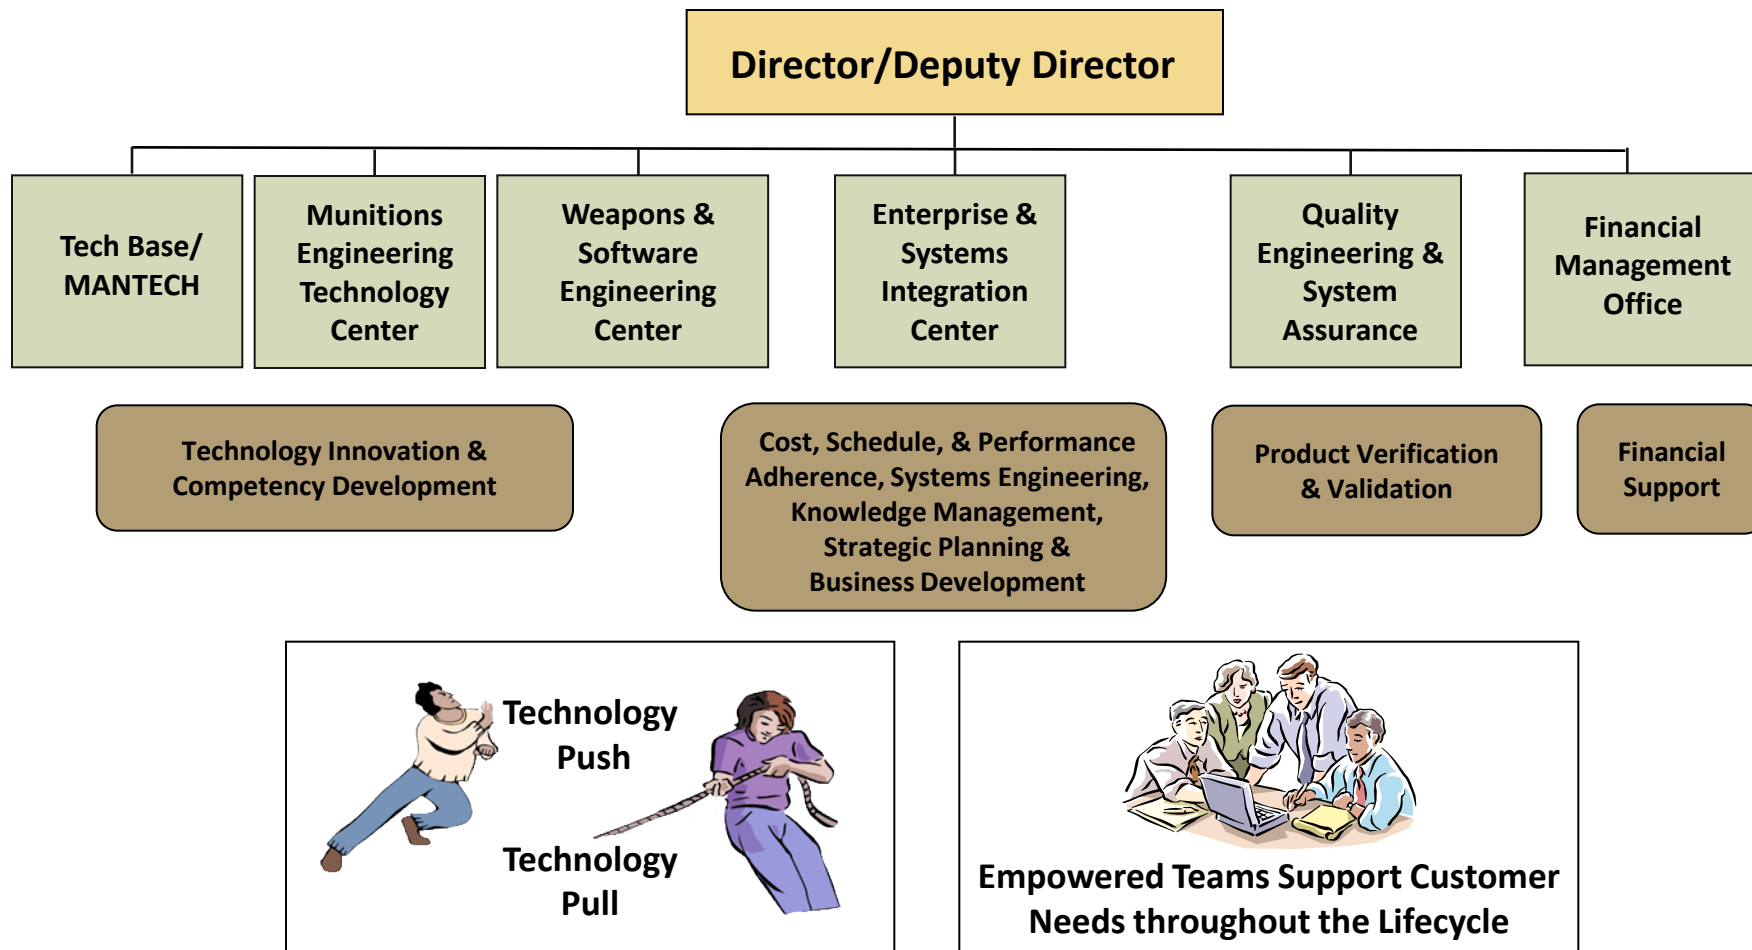 Director/Deputy Director
Tech Base/
MANTECH
Munitions
Engineering
Technology
Center
Weapons &
Software
Engineering
Center
Enterprise &
Systems
Integration
Center
Quality
Engineering &
System
Assurance
Financial
Management
Office
Technology Innovation &
Competency Development
Cost, Schedule, & Performance
Adherence, Systems Engineering,
Knowledge Management,
Strategic Planning &
Business Development
Product Verification
& Validation
Financial
Support
Technology
Push
Technology
Pull
Empowered Teams Support Customer
Needs throughout the Lifecycle